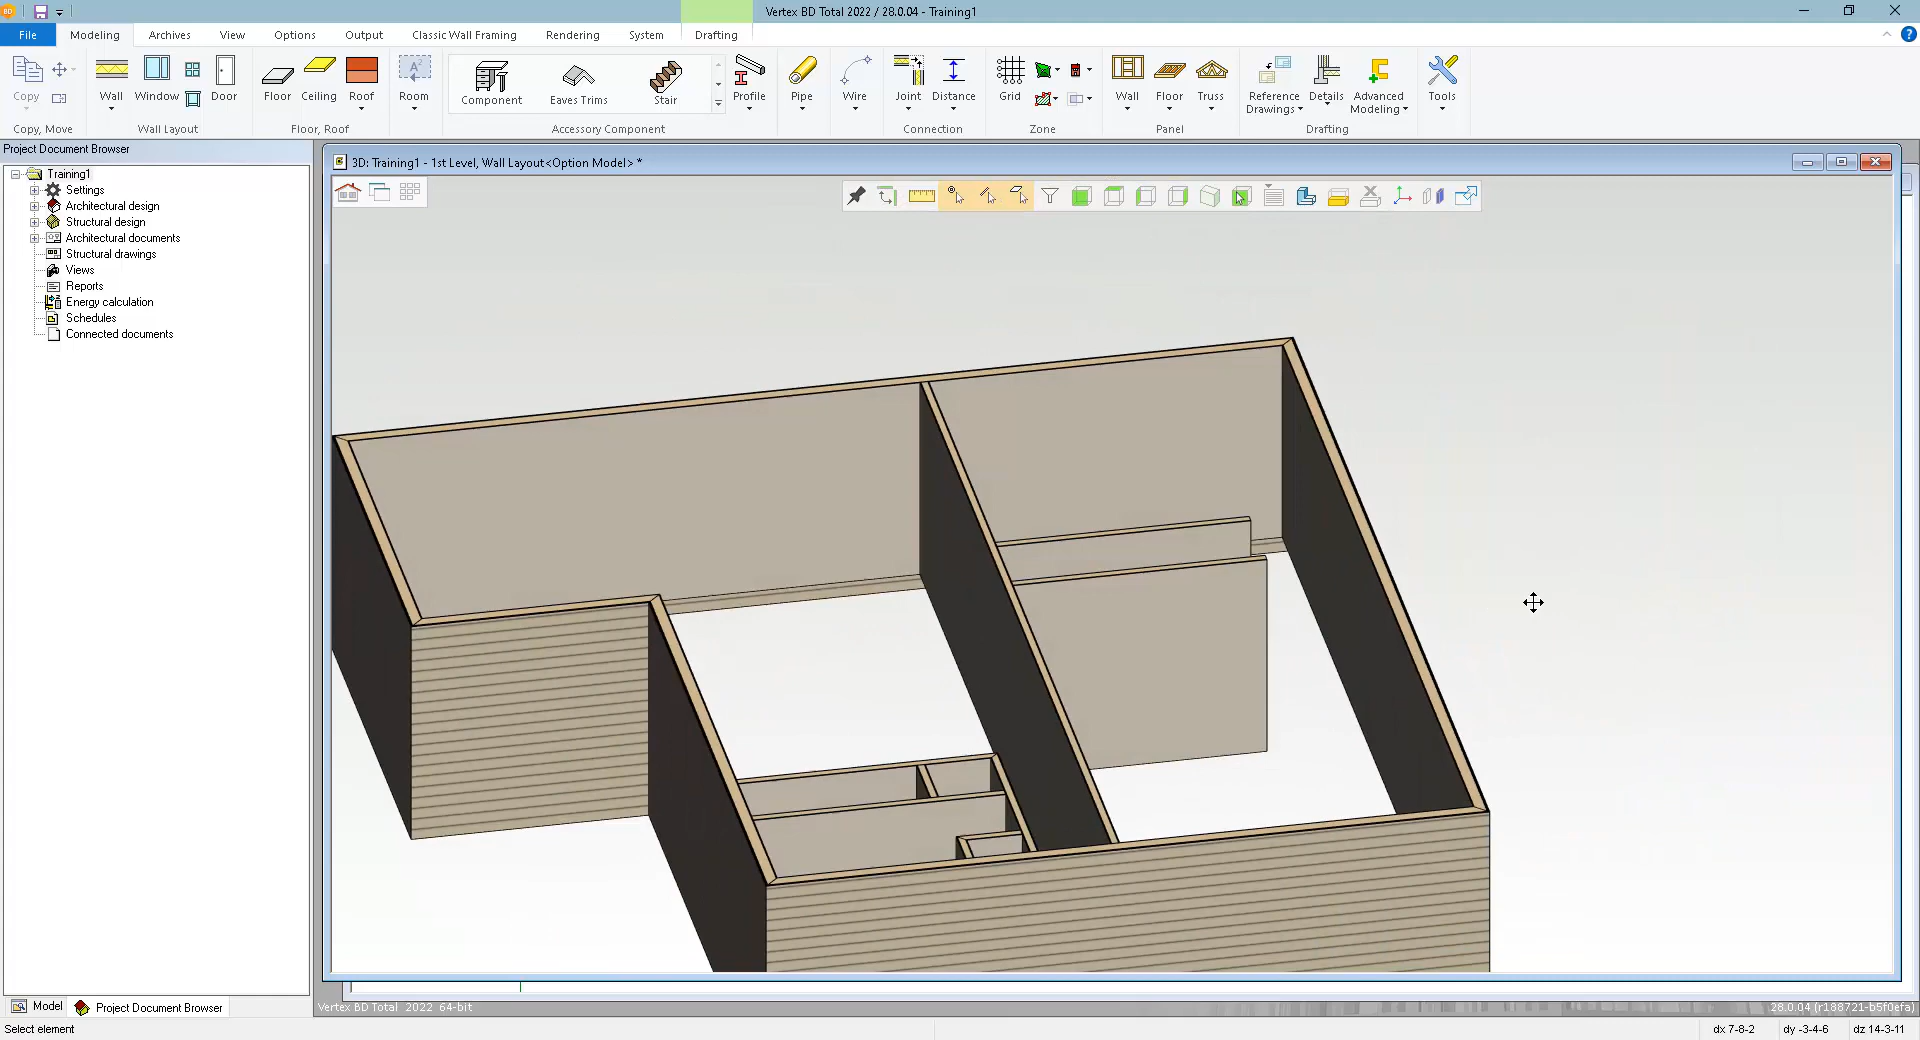 BD
Vertex BD Total 2022 / 28.0.04 - Training1
File
Modeling
Archives
View
Options
Output
Classic Wall Framing
Rendering
System
Drafting
?
Copy
Wall
Window
Door
Floor
Ceiling
Roof
A
Room
Component
Eaves Trims
Stair
Profile
Pipe
Wire
Joint
Distance
Grid
Wall
Floor
Truss
Reference
Drawings
Details
Advanced
Modeling
Tools
Copy, Move
Wall Layout
Floor, Roof
Accessory Component
Connection
Zone
Panel
Drafting
Project Document Browser
3D: Training1 - 1st Level, Wall Layout<Option Model> *
Training1
Settings
Architectural design
Structural design
Architectural documents
Structural drawings
Views
Reports
Energy calculation
Schedules
Connected documents
Model
Project Document Browser
Vertex BD Total 2022 64-bit
28.0.04 (r188721-b5f0efa)
Select element
dx 7-8-2
dy -3-4-6
dz 14-3-11